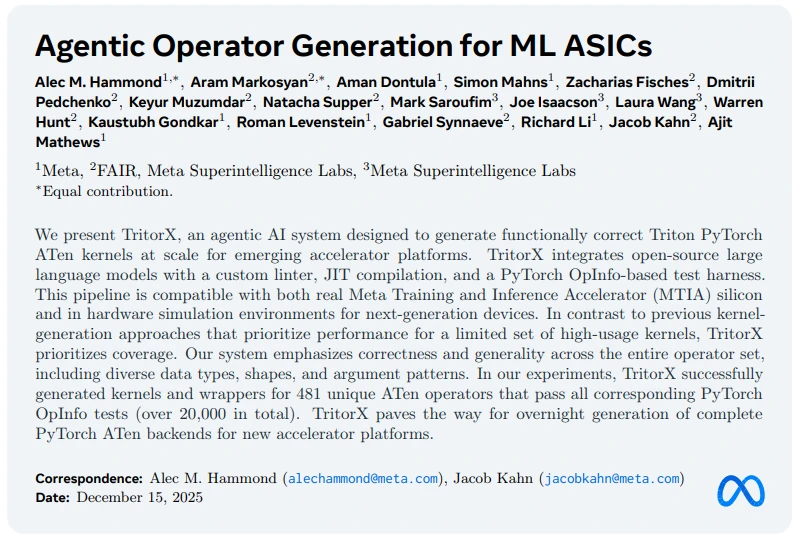 Agentic Operator Generation for ML ASICs
Alec M. Hammond1,*, Aram Markosyan2,*, Aman Dontula1, Simon Mahns1, Zacharias Fisches2, Dmitrii
Pedchenko2, Keyur Muzumdar2, Natacha Supper2, Mark Saroufim3, Joe Isaacson3, Laura Wang3, Warren
Hunt2, Kaustubh Gondkar1, Roman Levenstein1, Gabriel Synnaeve2, Richard Li1, Jacob Kahn2, Ajit
Mathews1
1Meta, 2FAIR, Meta Superintelligence Labs, 3Meta Superintelligence Labs
*Equal contribution.
We present TritorX, an agentic AI system designed to generate functionally correct Triton PyTorch
ATen kernels at scale for emerging accelerator platforms. TritorX integrates open-source large
language models with a custom linter, JIT compilation, and a PyTorch OpInfo-based test harness.
This pipeline is compatible with both real Meta Training and Inference Accelerator (MTIA) silicon
and in hardware simulation environments for next-generation devices. In contrast to previous kernel-
generation approaches that prioritize performance for a limited set of high-usage kernels, TritorX
prioritizes coverage. Our system emphasizes correctness and generality across the entire operator set,
including diverse data types, shapes, and argument patterns. In our experiments, TritorX successfully
generated kernels and wrappers for 481 unique ATen operators that pass all corresponding PyTorch
OpInfo tests (over 20,000 in total). TritorX paves the way for overnight generation of complete
PyTorch ATen backends for new accelerator platforms.
Correspondence: Alec M. Hammond (alechammond@meta.com), Jacob Kahn (jacobkahn@meta.com)
Date: December 15, 2025